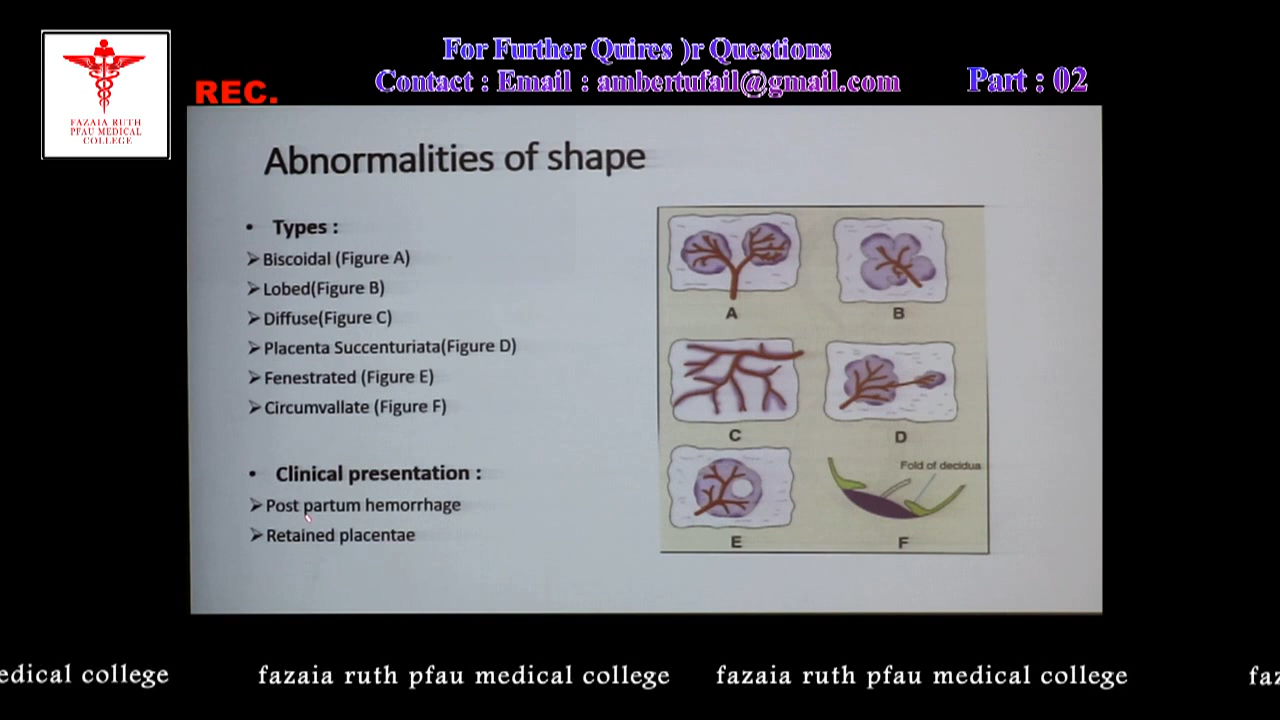 For Further Quires )r Questions
Contact : Email : ambertufail@gmail.com
Part : 02
REC.
FAZAIA RUTH
PFAU MEDICAL
COLLEGE
Abnormalities of shape
• Types :
➢ Biscoidal (Figure A)
➢ Lobed(Figure B)
➢ Diffuse(Figure C)
➢ Placenta Succenturiata(Figure D)
➢ Fenestrated (Figure E)
➢ Circumvallate (Figure F)
• Clinical presentation :
➢ Post partum hemorrhage
➢ Retained placentae
A
B
C
D
Fold of decidua
E
F
edical college fazaia ruth pfau medical college fazaia ruth pfau medical college faz